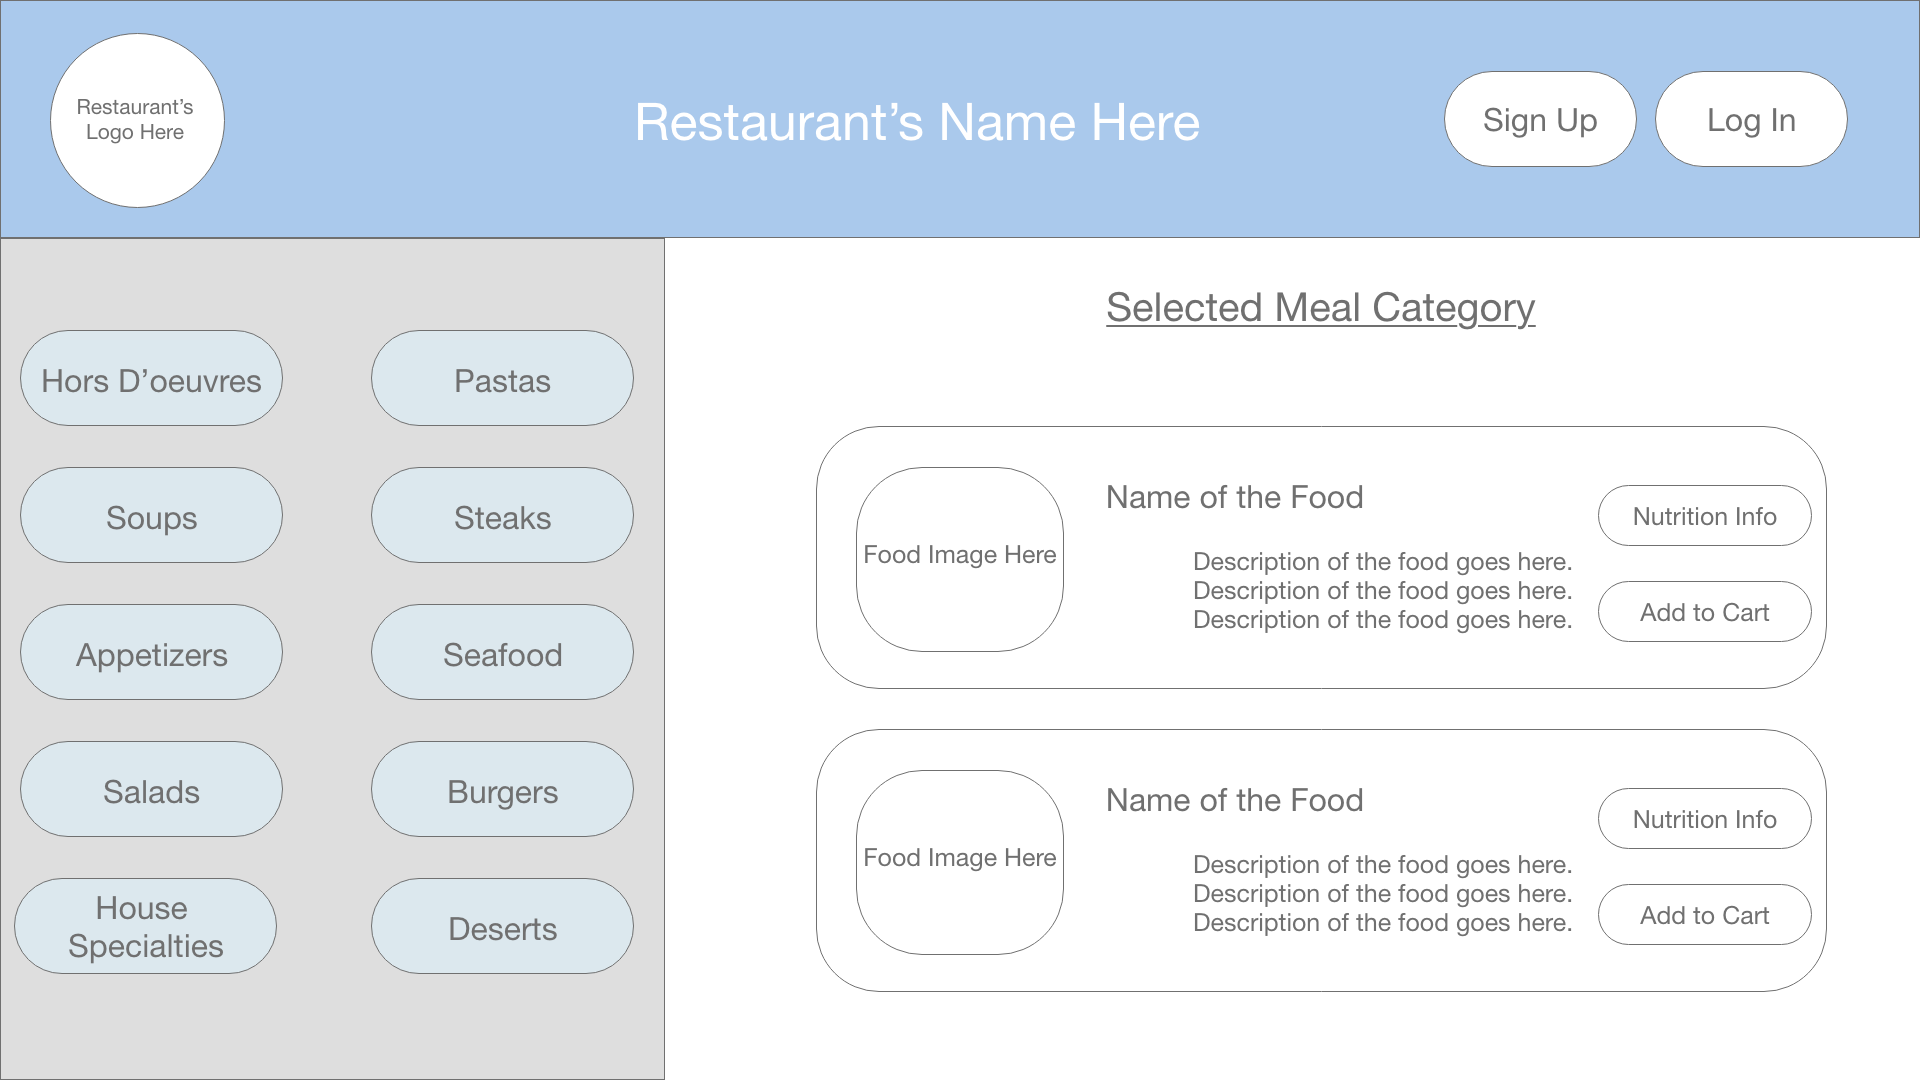 Restaurant’s
Logo Here
Restaurant’s Name Here
Sign Up
Log In
Hors D’oeuvres
Pastas
Soups
Steaks
Appetizers
Seafood
Salads
Burgers
House
Specialties
Deserts
Selected Meal Category
Food Image Here
Name of the Food
Description of the food goes here.
Description of the food goes here.
Description of the food goes here.
Nutrition Info
Add to Cart
Food Image Here
Name of the Food
Description of the food goes here.
Description of the food goes here.
Description of the food goes here.
Nutrition Info
Add to Cart